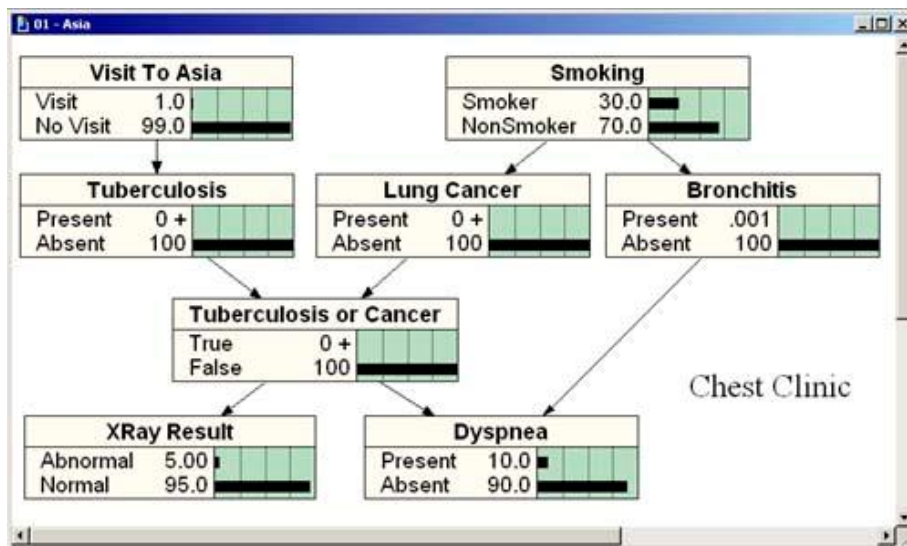 01 - Asia
Visit To Asia
Visit 1.0
No Visit 99.0
Smoking
Smoker 30.0
NonSmoker 70.0
Tuberculosis
Present 0 +
Absent 100
Lung Cancer
Present 0 +
Absent 100
Bronchitis
Present .001
Absent 100
Tuberculosis or Cancer
True 0 +
False 100
Chest Clinic
XRay Result
Abnormal 5.00
Normal 95.0
Dyspnea
Present 10.0
Absent 90.0